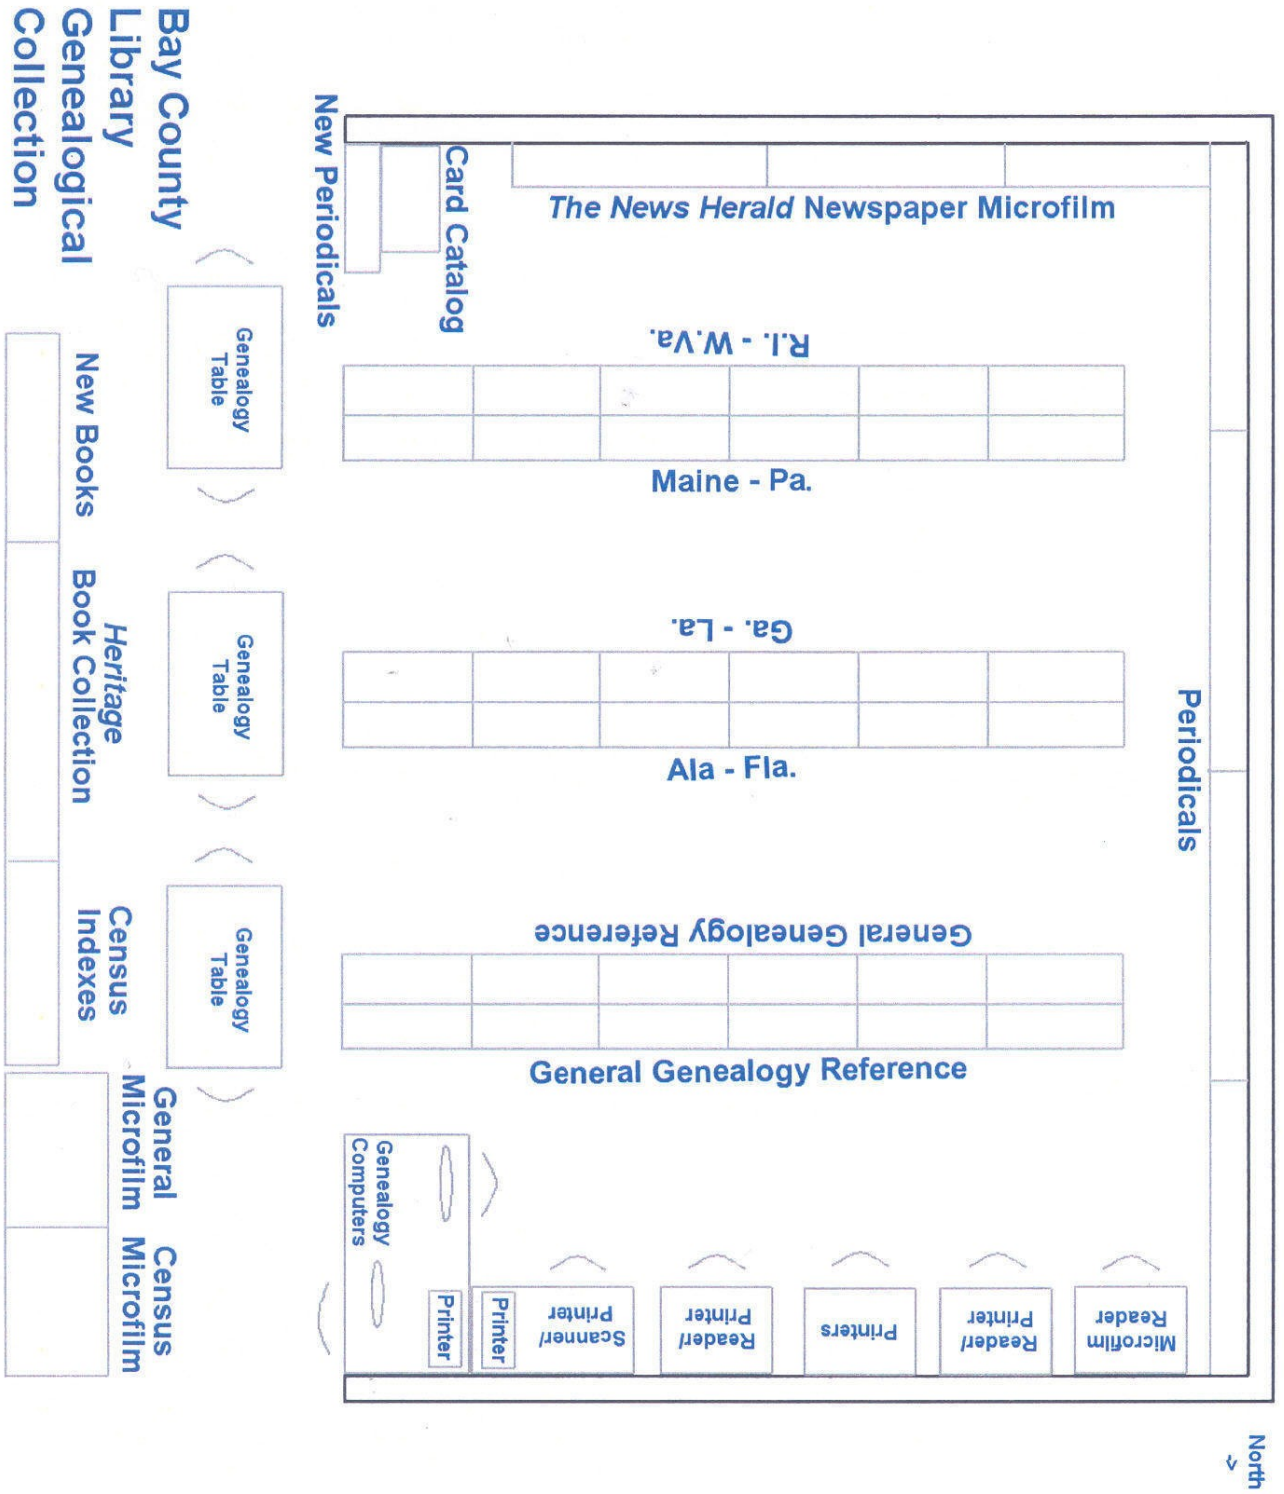 Bay County
Library
Genealogical
Collection
New Periodicals
Card Catalog
The News Herald Newspaper Microfilm
R.I. - W.Va.
Maine - Pa.
Ga. - La.
Ala - Fla.
General Genealogy Reference
General Genealogy Reference
Periodicals
Genealogy
Table
Genealogy
Table
Genealogy
Table
New Books
Heritage
Book Collection
Census
Indexes
General
Microfilm
Census
Microfilm
Genealogy
Computers
Printer
Printer
Scanner/
Printer
Reader/
Printer
Printers
Reader/
Printer
Microfilm
Reader
North
->